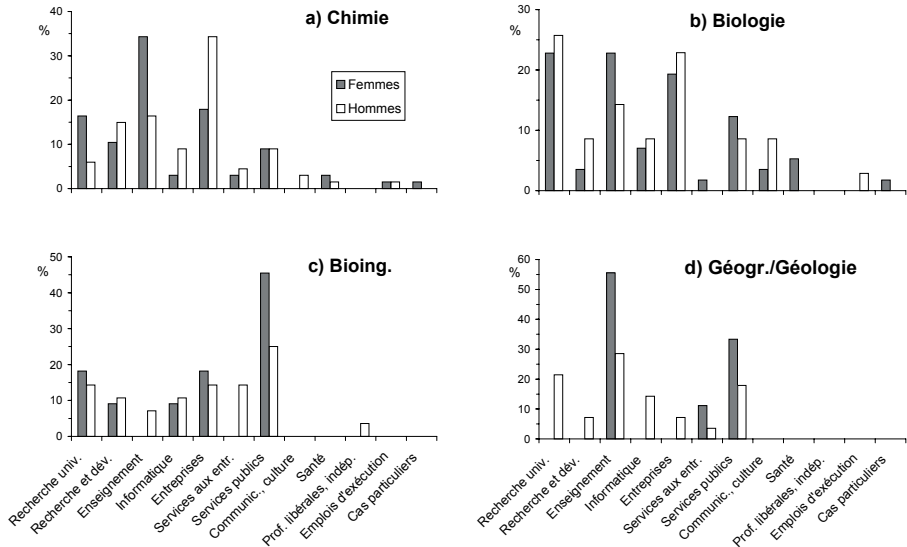 a) Chimie
%
40
30
20
10
0
Femmes
Hommes
b) Biologie
%
30
20
10
0
c) Bioing.
%
50
40
30
20
10
0
Recherche univ.
Recherche et dév.
Enseignement
Informatique
Entreprises
Services aux entr.
Services publics
Communic., culture
Santé
Prof. libérales, indép.
Emplois d'exécution
Cas particuliers
d) Géogr./Géologie
%
60
50
40
30
20
10
0
Recherche univ.
Recherche et dév.
Enseignement
Informatique
Entreprises
Services aux entr.
Services publics
Communic., culture
Santé
Prof. libérales, indép.
Emplois d'exécution
Cas particuliers